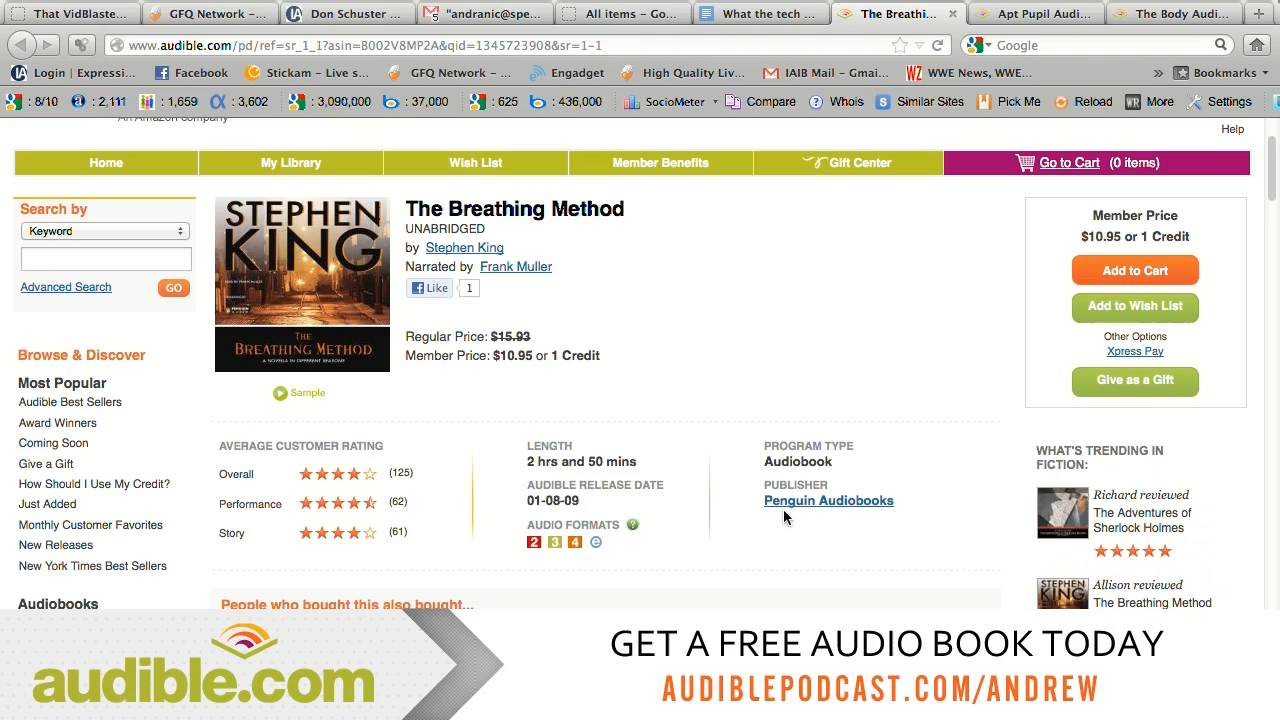 That VidBlaste...
GFQ Network – ...
Don Schuster ...
"andranic@spe...
All items – Go...
What the tech ...
The Breathi...
Apt Pupil Audi...
The Body Audi...
www.audible.com/pd/ref=sr_1_1?asin=B002V8MP2A&qid=1345723908&sr=1-1
Google
Login | Expressi...
Facebook
Stickam – Live s...
GFQ Network – ...
Engadget
High Quality Liv...
IAIB Mail – Gmai...
WWE News, WWE...
Bookmarks
: 8/10
: 2,111
: 1,659
: 3,602
: 3,090,000
: 37,000
: 625
: 436,000
SocioMeter
Compare
Whois
Similar Sites
Pick Me
Reload
More
Settings
An Amazon company
Help
Home
My Library
Wish List
Member Benefits
Gift Center
Go to Cart (0 items)
Search by
Keyword
Advanced Search
GO
Browse & Discover
Most Popular
Audible Best Sellers
Award Winners
Coming Soon
Give a Gift
How Should I Use My Credit?
Just Added
Monthly Customer Favorites
New Releases
New York Times Best Sellers
Audiobooks
STEPHEN
KING
THE
BREATHING METHOD
A NOVELLA IN DIFFERENT SEASONS
Sample
The Breathing Method
UNABRIDGED
by Stephen King
Narrated by Frank Muller
Like 1
Regular Price: $15.93
Member Price: $10.95 or 1 Credit
Member Price
$10.95 or 1 Credit
Add to Cart
Add to Wish List
Other Options
Xpress Pay
Give as a Gift
AVERAGE CUSTOMER RATING
Overall (125)
Performance (62)
Story (61)
LENGTH
2 hrs and 50 mins
AUDIBLE RELEASE DATE
01-08-09
AUDIO FORMATS ?
2 3 4 e
PROGRAM TYPE
Audiobook
PUBLISHER
Penguin Audiobooks
WHAT'S TRENDING IN
FICTION:
Richard reviewed
The Adventures of
Sherlock Holmes
STEPHEN
KING
Allison reviewed
The Breathing Method
People who bought this also bought...
audible.com
GET A FREE AUDIO BOOK TODAY
AUDIBLEPODCAST.COM/ANDREW